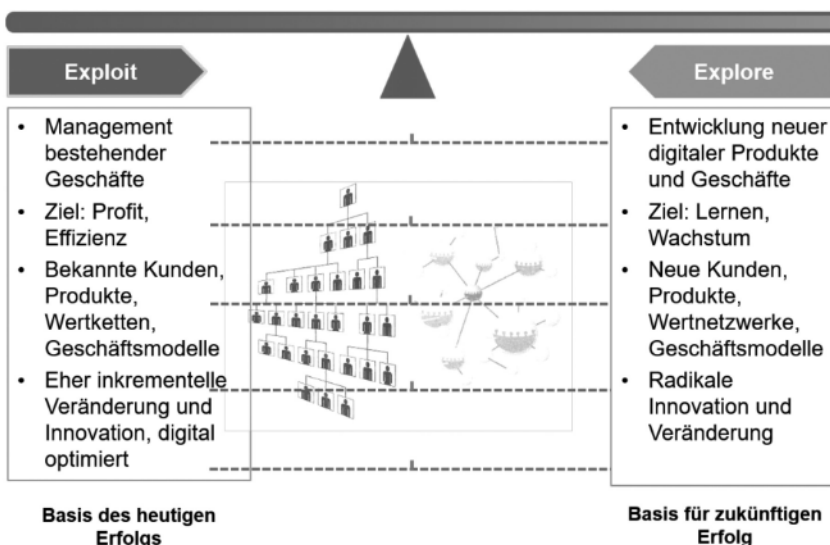 Exploit
Explore
• Management
bestehender
Geschäfte
• Ziel: Profit,
Effizienz
• Bekannte Kunden,
Produkte,
Wertketten,
Geschäftsmodelle
• Eher inkrementelle
Veränderung und
Innovation, digital
optimiert
• Entwicklung neuer
digitaler Produkte
und Geschäfte
• Ziel: Lernen,
Wachstum
• Neue Kunden,
Produkte,
Wertnetzwerke,
Geschäftsmodelle
• Radikale
Innovation und
Veränderung
Basis des heutigen
Erfolgs
Basis für zukünftigen
Erfolg